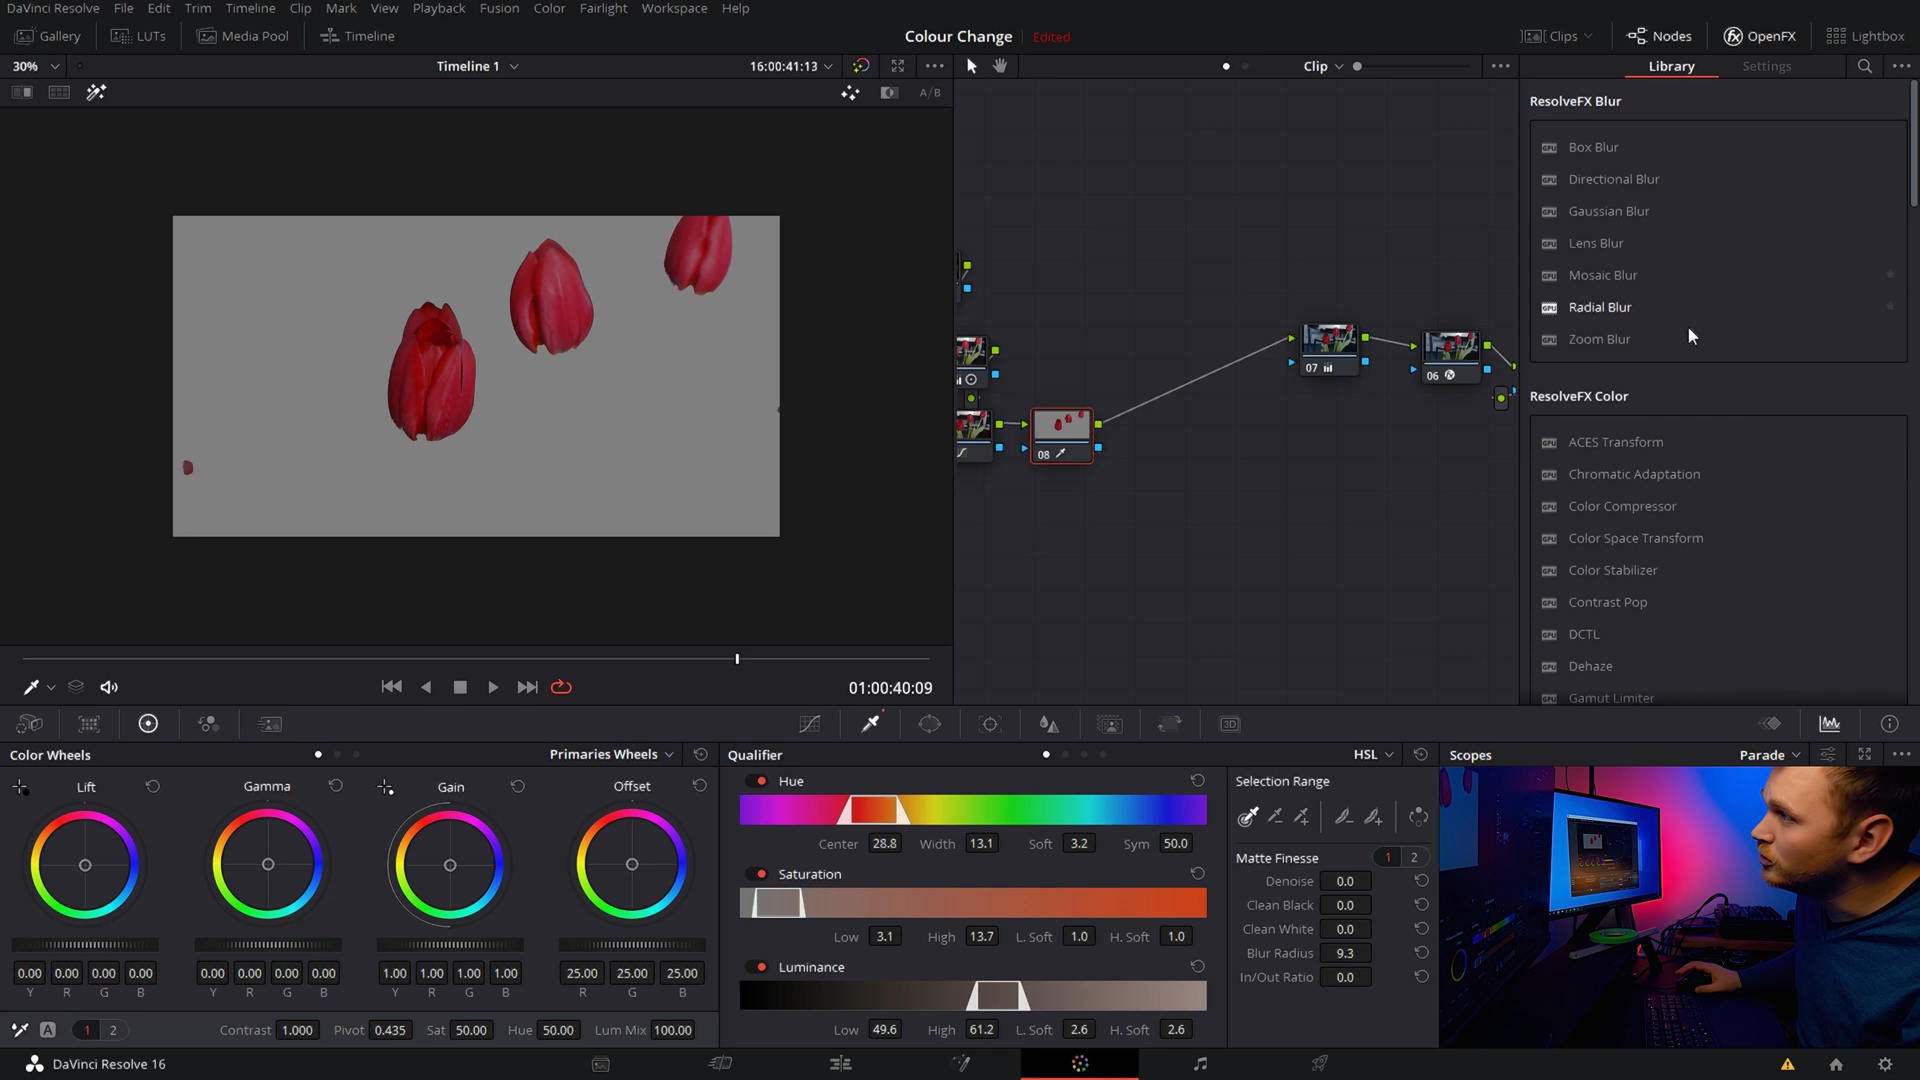 DaVinci Resolve File Edit Trim Timeline Clip Mark View Playback Fusion Color Fairlight Workspace Help
Gallery LUTs Media Pool Timeline Colour Change Edited Clips Nodes OpenFX Lightbox
30% Timeline 1 16:00:41:13 Clip Library Settings
A/B
ResolveFX Blur
Box Blur
Directional Blur
Gaussian Blur
Lens Blur
Mosaic Blur
Radial Blur
Zoom Blur
07
06
08
ResolveFX Color
ACES Transform
Chromatic Adaptation
Color Compressor
Color Space Transform
Color Stabilizer
Contrast Pop
DCTL
Dehaze
Gamut Limiter
01:00:40:09
3D
Color Wheels Primaries Wheels Qualifier HSL Scopes Parade
Lift Gamma Gain Offset
0.00 0.00 0.00 0.00 0.00 0.00 0.00 0.00 1.00 1.00 1.00 1.00 25.00 25.00 25.00
Y R G B Y R G B Y R G B R G B
A 1 2 Contrast 1.000 Pivot 0.435 Sat 50.00 Hue 50.00 Lum Mix 100.00
Hue
Center 28.8 Width 13.1 Soft 3.2 Sym 50.0
Saturation
Low 3.1 High 13.7 L. Soft 1.0 H. Soft 1.0
Luminance
Low 49.6 High 61.2 L. Soft 2.6 H. Soft 2.6
Selection Range
Matte Finesse 1 2
Denoise 0.0
Clean Black 0.0
Clean White 0.0
Blur Radius 9.3
In/Out Ratio 0.0
DaVinci Resolve 16